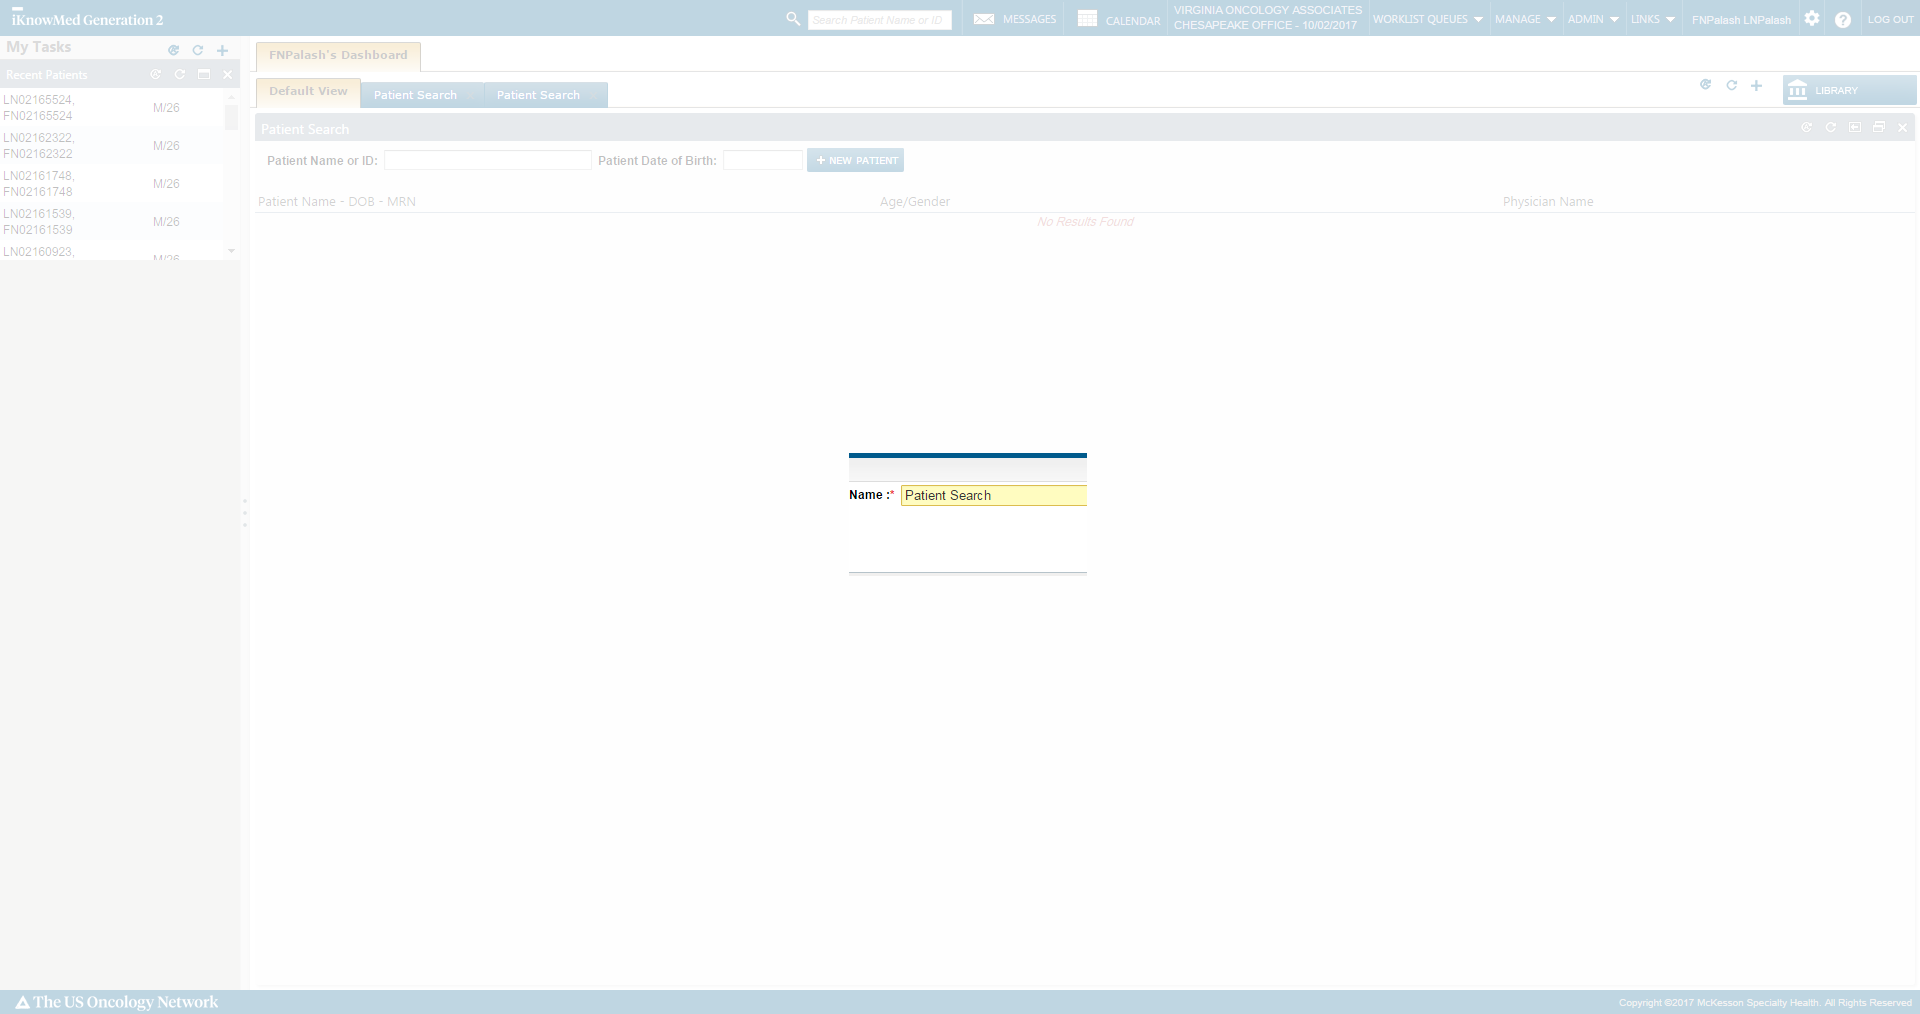 iKnowMed Generation 2
Search Patient Name or ID
MESSAGES
CALENDAR
VIRGINIA ONCOLOGY ASSOCIATES
CHESAPEAKE OFFICE - 10/02/2017
WORKLIST QUEUES
MANAGE
ADMIN
LINKS
FNPalash LNPalash
LOG OUT
My Tasks
Recent Patients
LN02165524,
FN02165524
M/26
LN02162322,
FN02162322
M/26
LN02161748,
FN02161748
M/26
LN02161539,
FN02161539
M/26
LN02160923,
M/26
FNPalash's Dashboard
Default View
Patient Search
Patient Search
LIBRARY
Patient Search
Patient Name or ID:
Patient Date of Birth:
+ NEW PATIENT
Patient Name - DOB - MRN
Age/Gender
Physician Name
No Results Found
Name :*
Patient Search
The US Oncology Network
Copyright ©2017 McKesson Specialty Health. All Rights Reserved